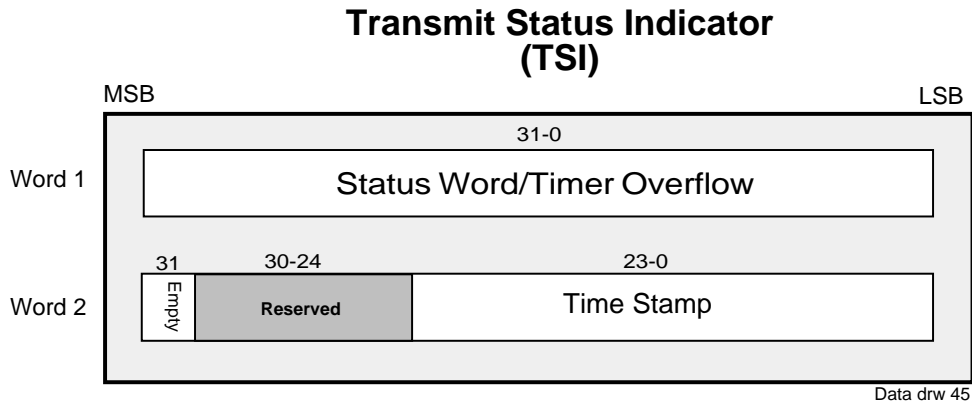 Transmit Status Indicator
(TSI)
MSB LSB
31-0
Word 1 Status Word/Timer Overflow
31 30-24 23-0
Word 2 Empty Reserved Time Stamp
Data drw 45